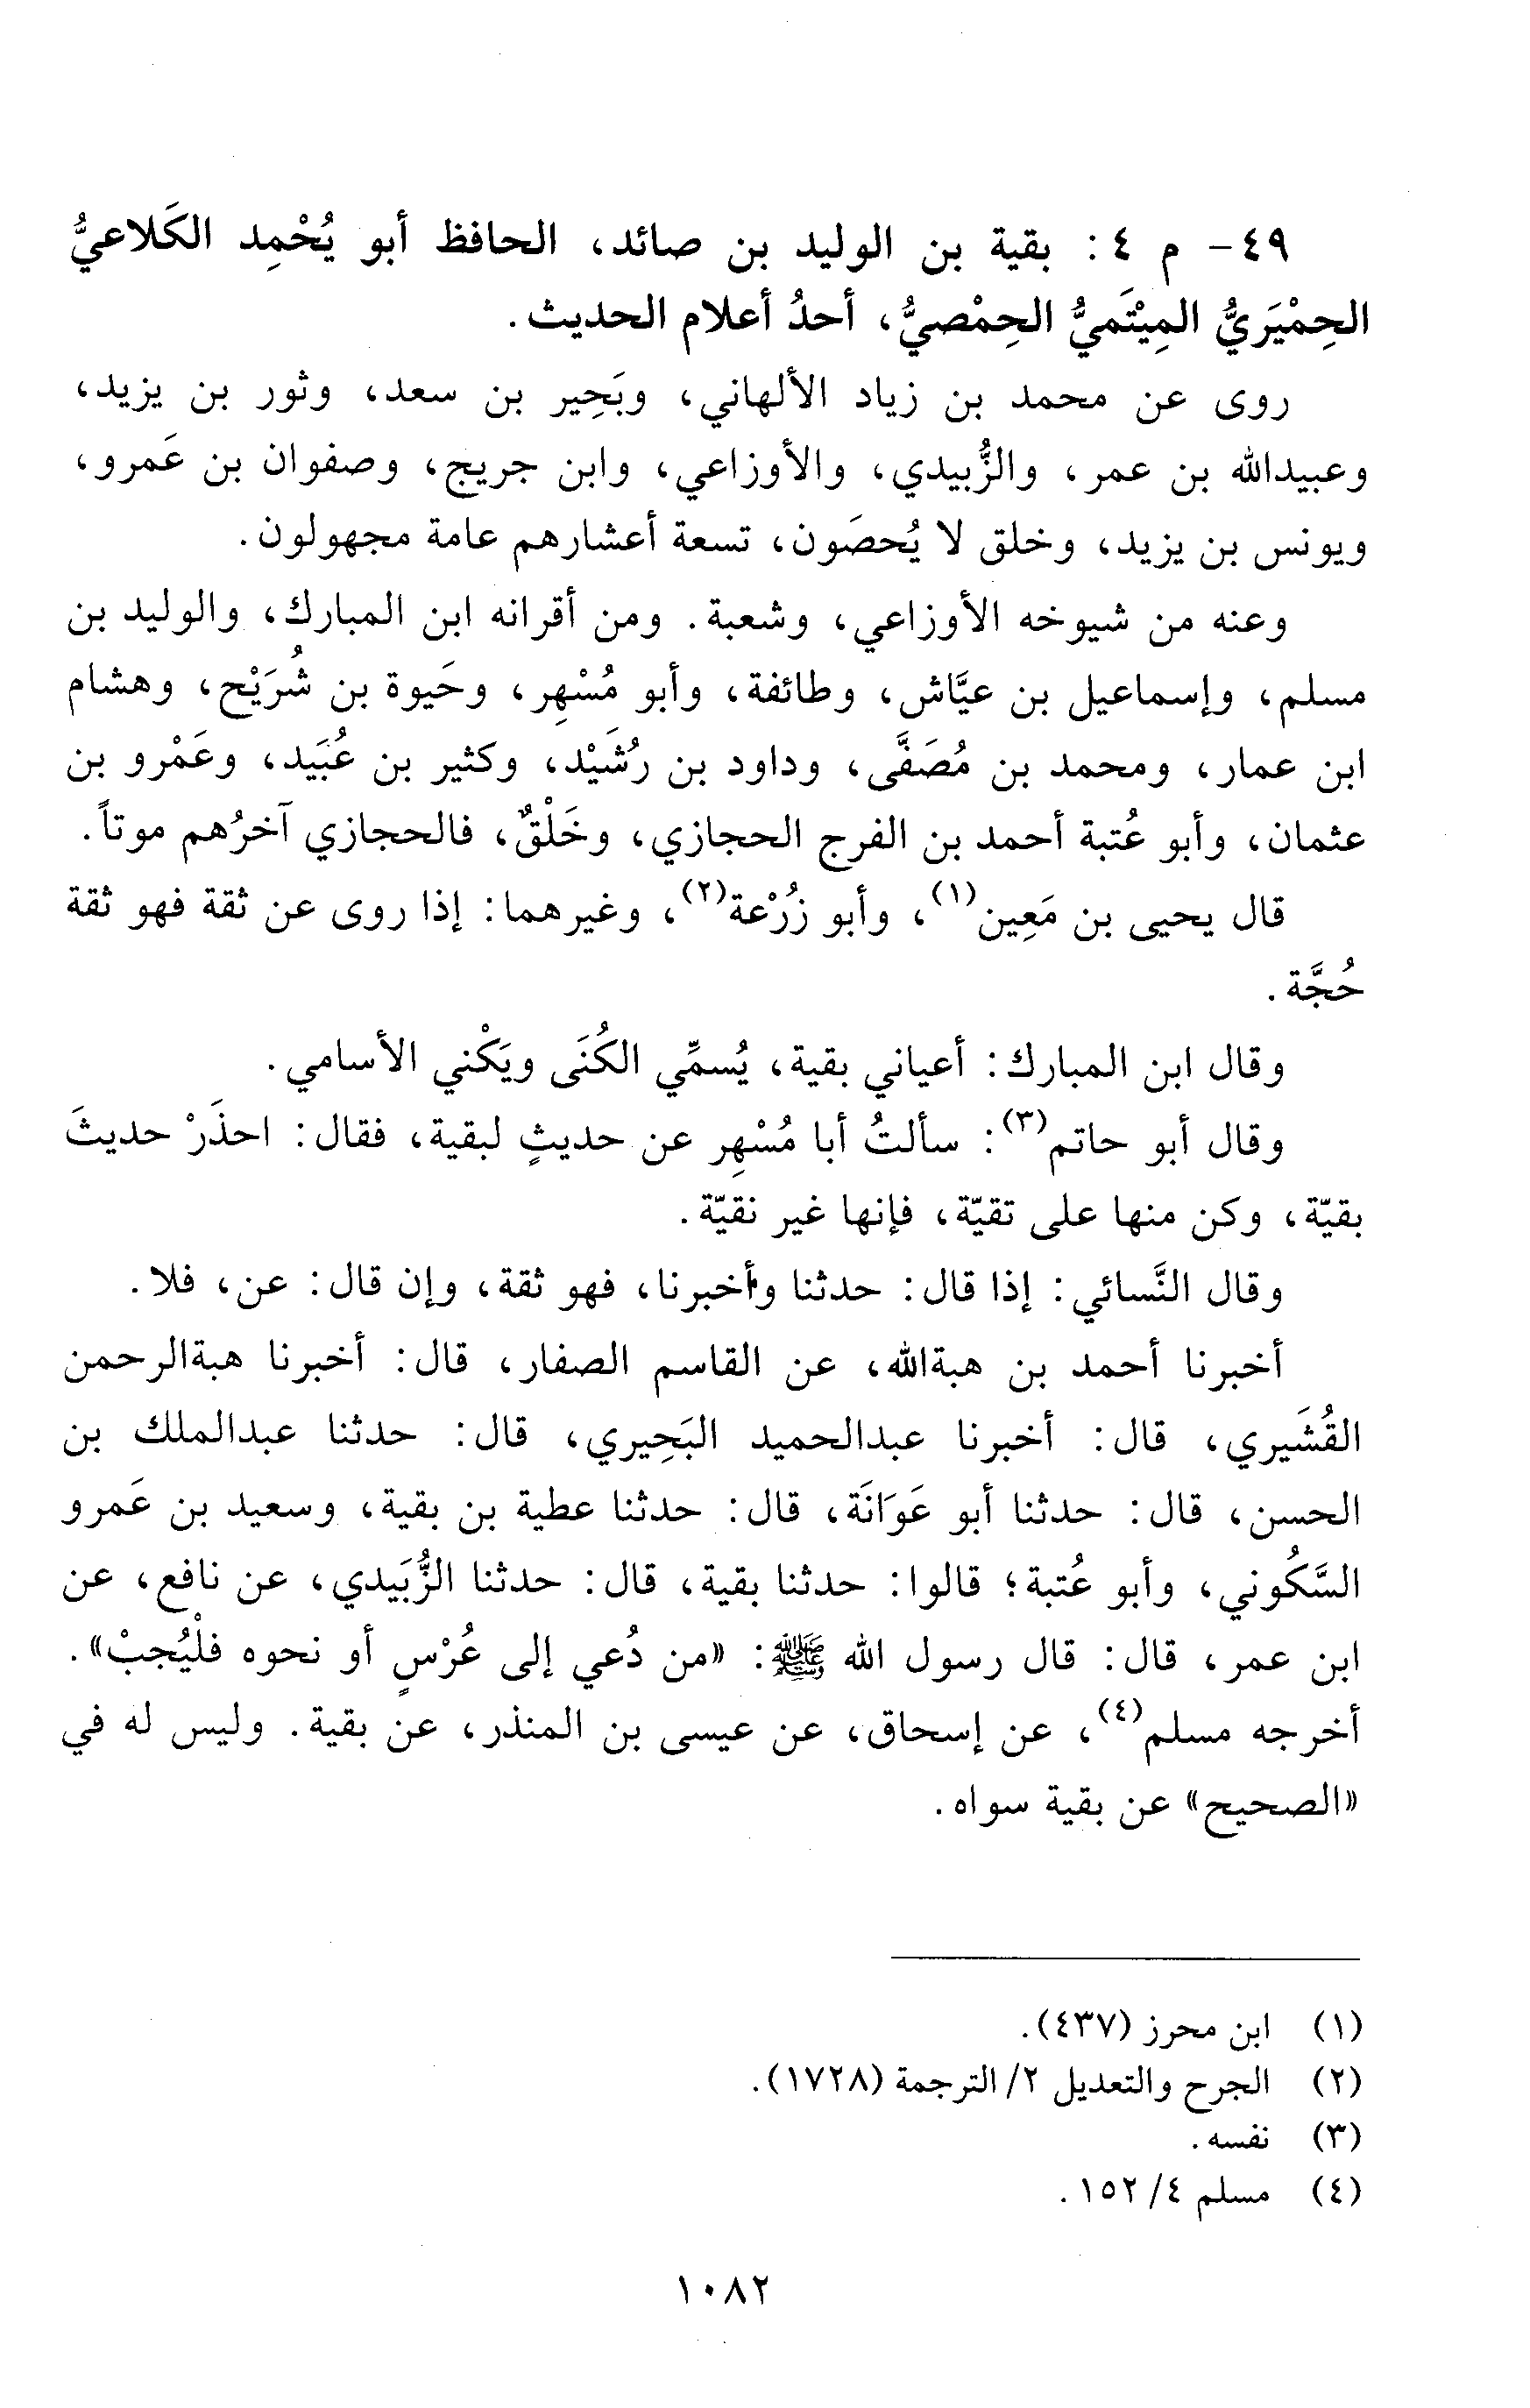 ٤٩- م ٤: بقية بن الوليد بن صائد، الحافظ أبو يُحْمِد الكَلاعيُّ
الحِمْيَريُّ المِيْتَميُّ الحِمْصيُّ، أحدُ أعلام الحديث.
روى عن محمد بن زياد الألهاني، وبَحِير بن سعد، وثور بن يزيد،
وعبيدالله بن عمر، والزُّبيدي، والأوزاعي، وابن جريج، وصفوان بن عَمرو،
ويونس بن يزيد، وخلق لا يُحصَون، تسعة أعشارهم عامة مجهولون.
وعنه من شيوخه الأوزاعي، وشعبة. ومن أقرانه ابن المبارك، والوليد بن
مسلم، وإسماعيل بن عيَّاش، وطائفة، وأبو مُسْهِر، وحَيوة بن شُرَيْح، وهشام
ابن عمار، ومحمد بن مُصَفَّى، وداود بن رُشَيْد، وكثير بن عُبَيد، وعَمْرو بن
عثمان، وأبو عُتبة أحمد بن الفرج الحجازي، وخَلْقٌ، فالحجازي آخرُهم موتاً.
قال يحيى بن مَعِين(١)، وأبو زُرْعة(٢)، وغيرهما: إذا روى عن ثقة فهو ثقة
حُجَّة.
وقال ابن المبارك: أعياني بقية، يُسمِّي الكُنَى ويَكْني الأسامي.
وقال أبو حاتم(٣): سألتُ أبا مُسْهِر عن حديثٍ لبقية، فقال: احذَرْ حديثَ
بقيّة، وكن منها على تقيّة، فإنها غير نقيّة.
وقال النَّسائي: إذا قال: حدثنا وأخبرنا، فهو ثقة، وإن قال: عن، فلا.
أخبرنا أحمد بن هبةالله، عن القاسم الصفار، قال: أخبرنا هبةالرحمن
القُشَيري، قال: أخبرنا عبدالحميد البَحِيري، قال: حدثنا عبدالملك بن
الحسن، قال: حدثنا أبو عَوَانَة، قال: حدثنا عطية بن بقية، وسعيد بن عَمرو
السَّكُوني، وأبو عُتبة؛ قالوا: حدثنا بقية، قال: حدثنا الزُّبَيدي، عن نافع، عن
ابن عمر، قال: قال رسول الله ﷺ: «من دُعي إلى عُرْسٍ أو نحوه فلْيُجبْ».
أخرجه مسلم(٤)، عن إسحاق، عن عيسى بن المنذر، عن بقية. وليس له في
«الصحيح» عن بقية سواه.
(١) ابن محرز (٤٣٧).
(٢) الجرح والتعديل ٢/ الترجمة (١٧٢٨).
(٣) نفسه.
(٤) مسلم ٤/ ١٥٢.
١٠٨٢